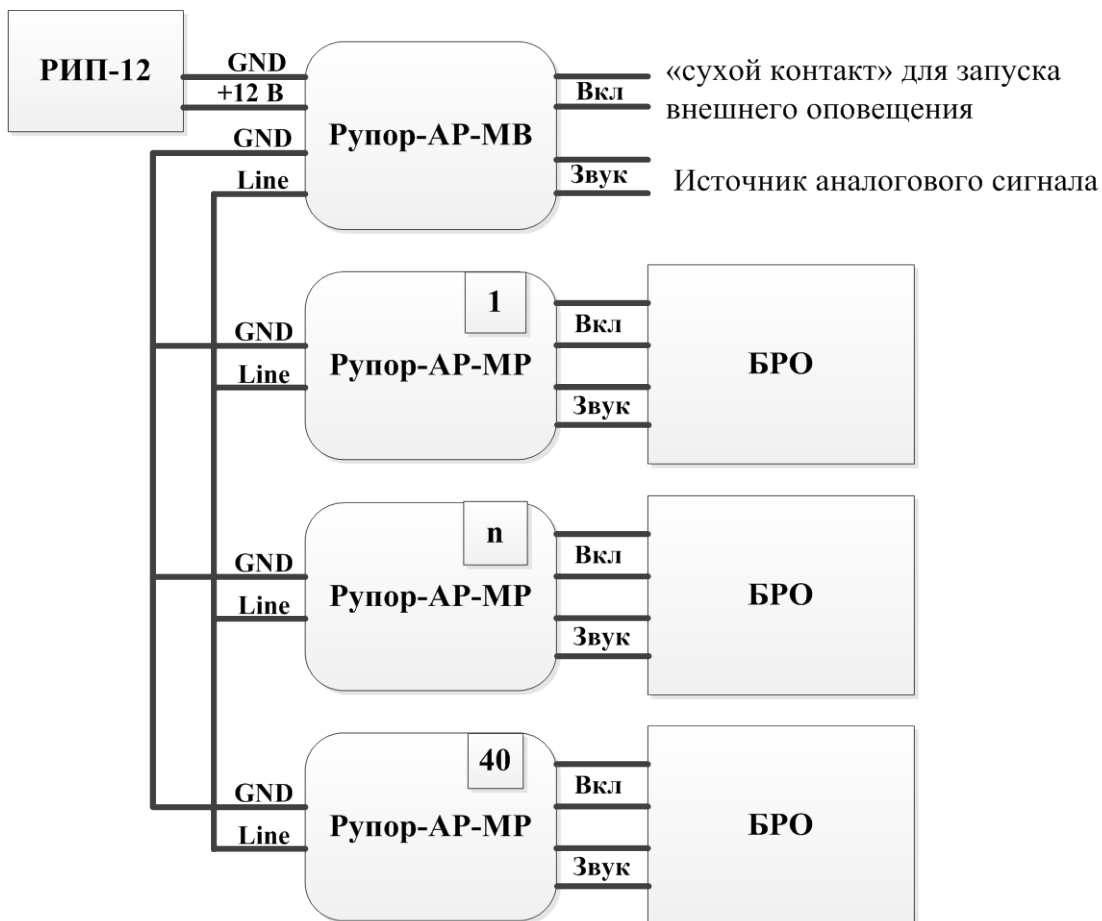 РИП-12
GND
+12 В
GND
Line
Рупор-АР-МВ
Вкл
Звук
«сухой контакт» для запуска
внешнего оповещения
Источник аналогового сигнала
1
GND
Line
Рупор-АР-МР
Вкл
Звук
БРО
n
GND
Line
Рупор-АР-МР
Вкл
Звук
БРО
40
GND
Line
Рупор-АР-МР
Вкл
Звук
БРО